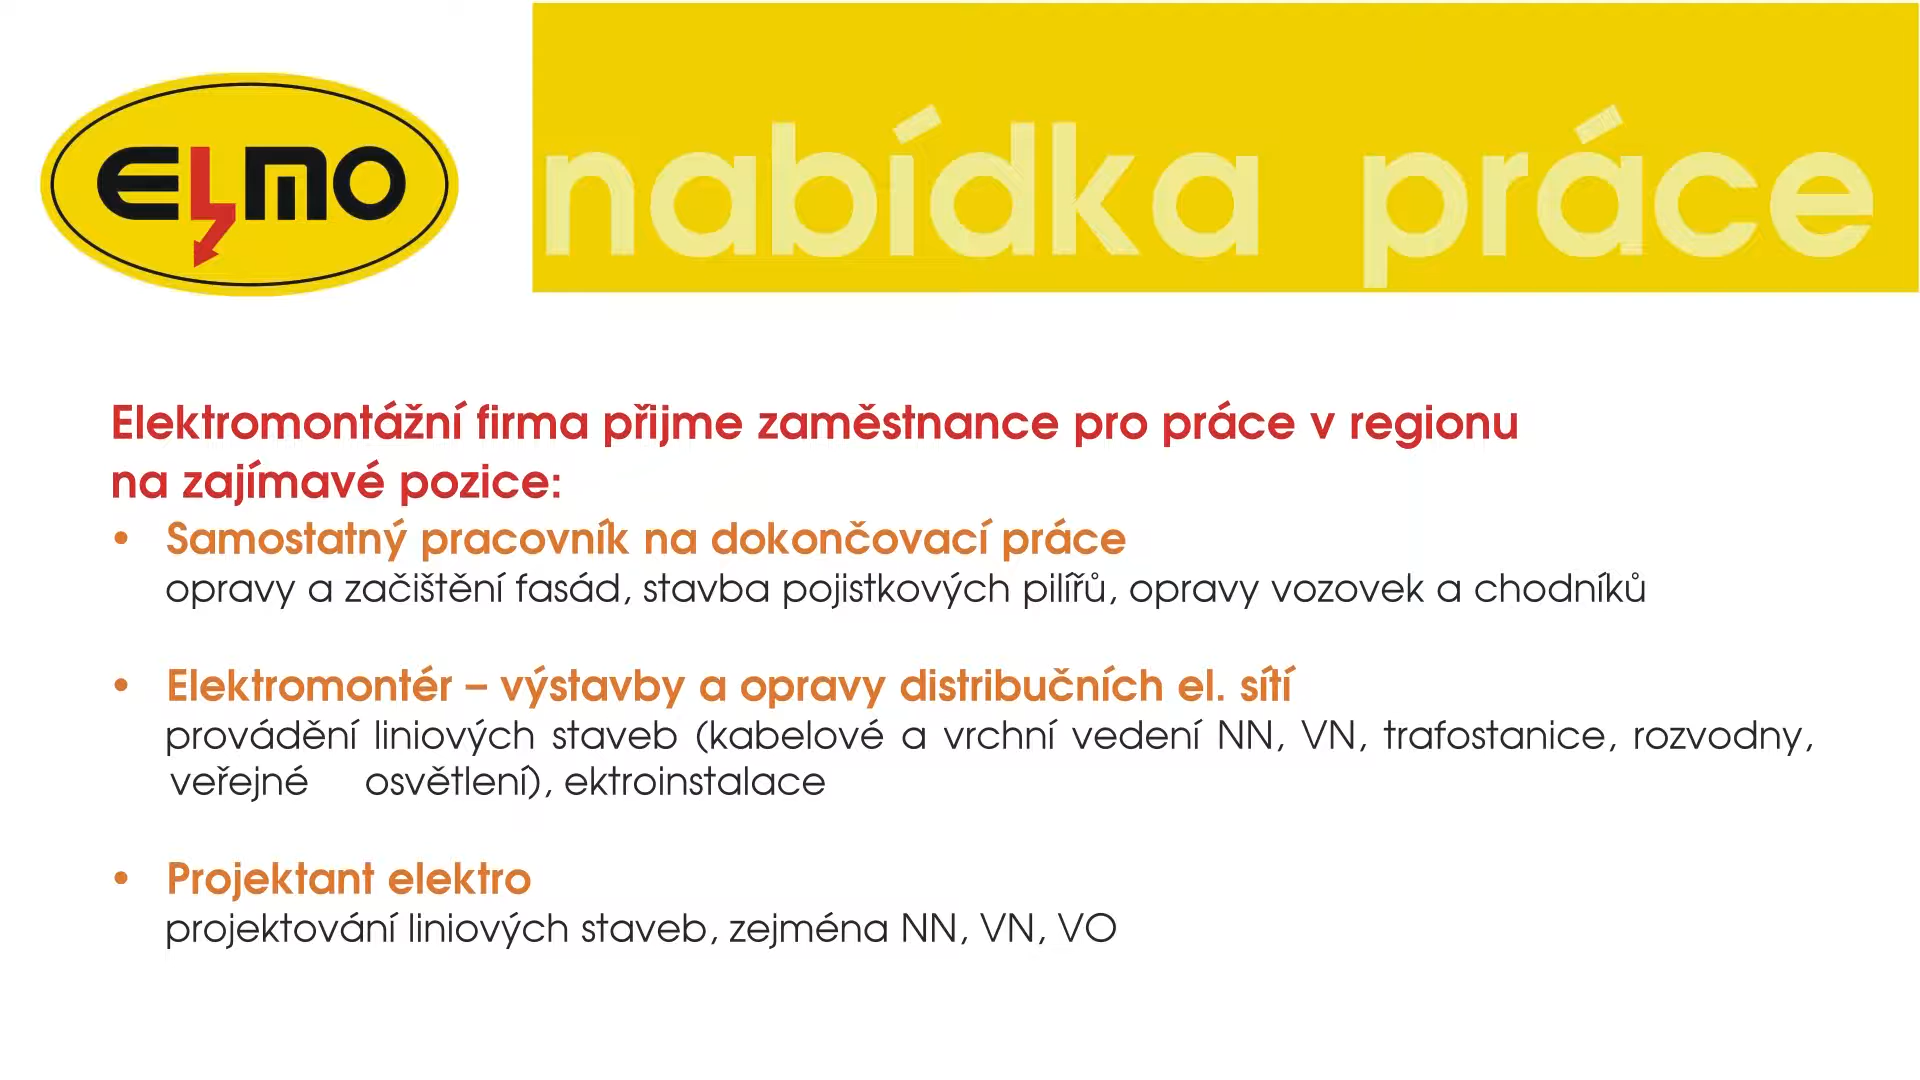 ELMO
nabídka práce
Elektromontážní firma přijme zaměstnance pro práce v regionu
na zajímavé pozice:
• Samostatný pracovník na dokončovací práce
opravy a začištění fasád, stavba pojistkových pilířů, opravy vozovek a chodníků
• Elektromontér – výstavby a opravy distribučních el. sítí
provádění liniových staveb (kabelové a vrchní vedení NN, VN, trafostanice, rozvodny,
veřejné osvětlení), ektroinstalace
• Projektant elektro
projektování liniových staveb, zejména NN, VN, VO